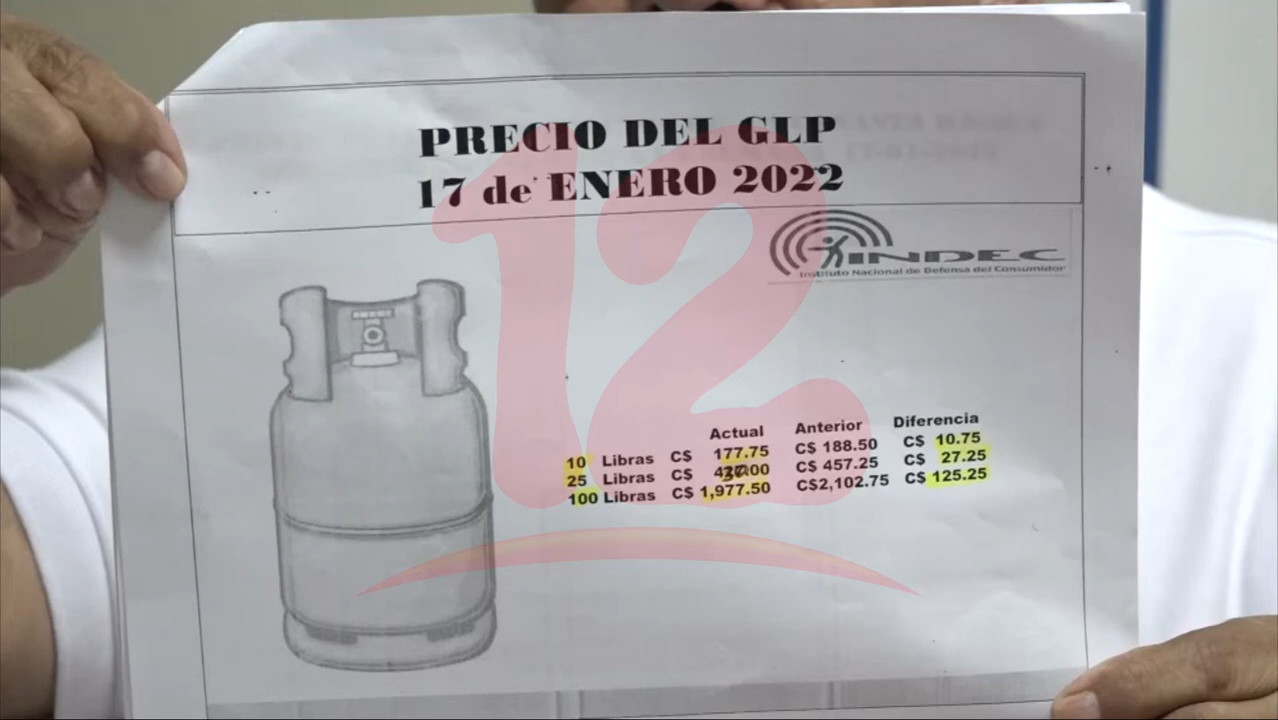 PRECIO DEL GLP
17 de ENERO 2022
INDEC
Instituto Nacional de Defensa del Consumidor
12
Actual Anterior Diferencia
10 Libras C$ 177.75 C$ 188.50 C$ 10.75
25 Libras C$ C$ 457.25 C$ 27.25
100 Libras C$ 1,977.50 C$2,102.75 C$ 125.25